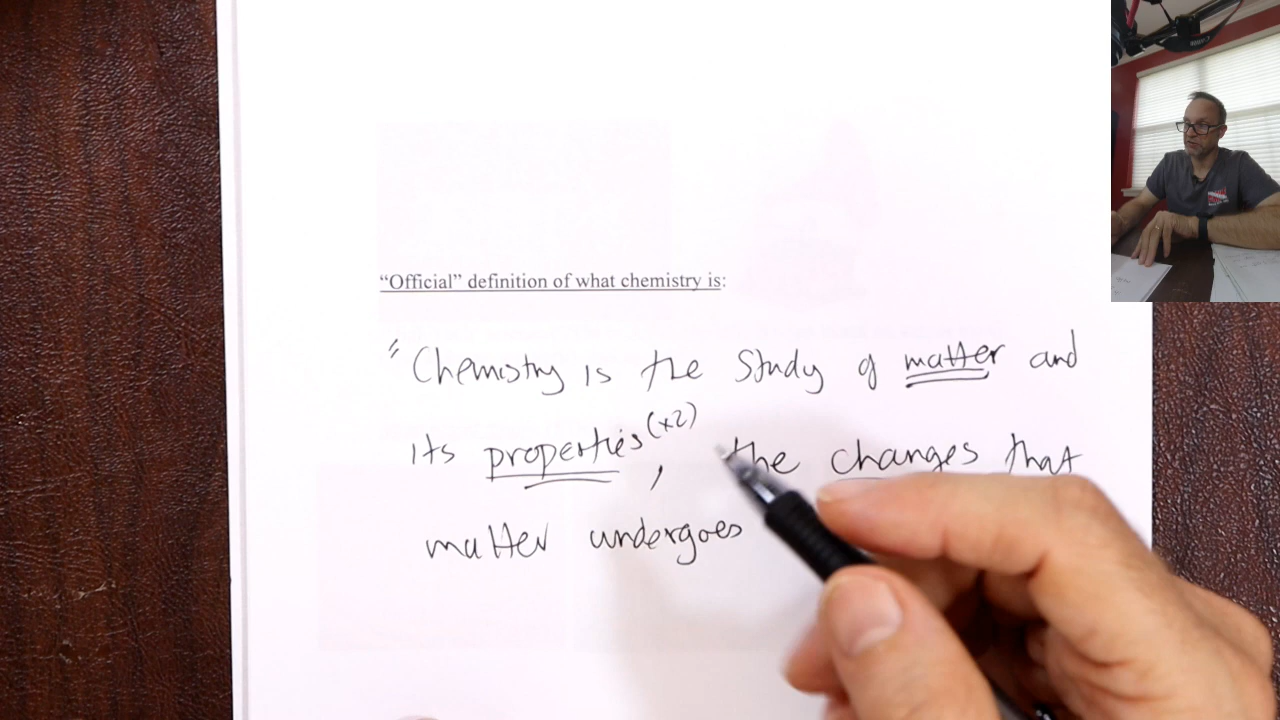 “Official” definition of what chemistry is:
“Chemistry is the study of matter and
its properties (x2), the changes that
matter undergoes